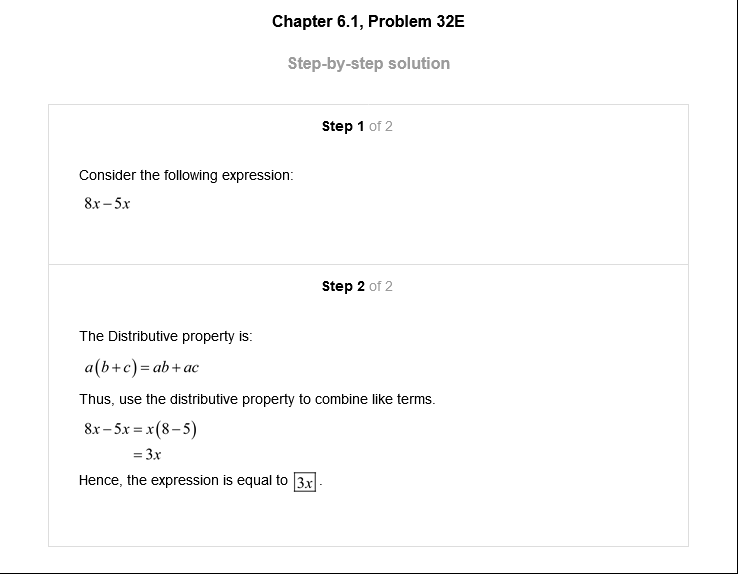 Chapter 6.1, Problem 32E
Step-by-step solution
Step 1 of 2
Consider the following expression:
8x – 5x
Step 2 of 2
The Distributive property is:
a(b+c) = ab + ac
Thus, use the distributive property to combine like terms.
8x – 5x = x(8–5)
= 3x
Hence, the expression is equal to 3x .